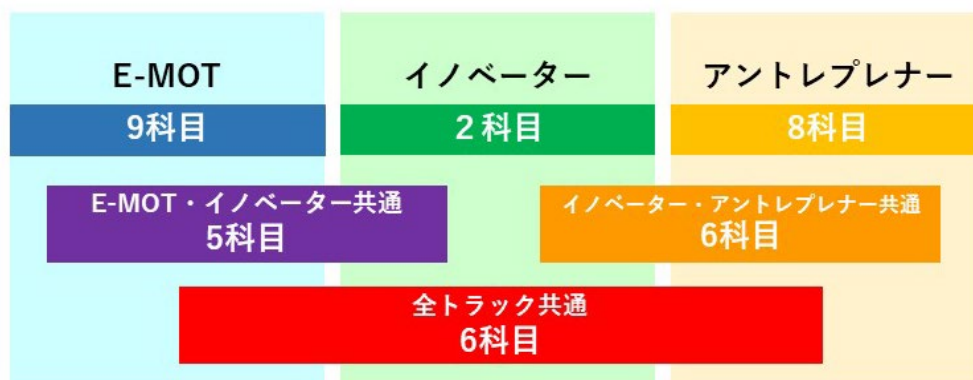 E-MOT
イノベーター
アントレプレナー
9科目
２科目
8科目
E-MOT・イノベーター共通
5科目
イノベーター・アントレプレナー共通
6科目
全トラック共通
6科目